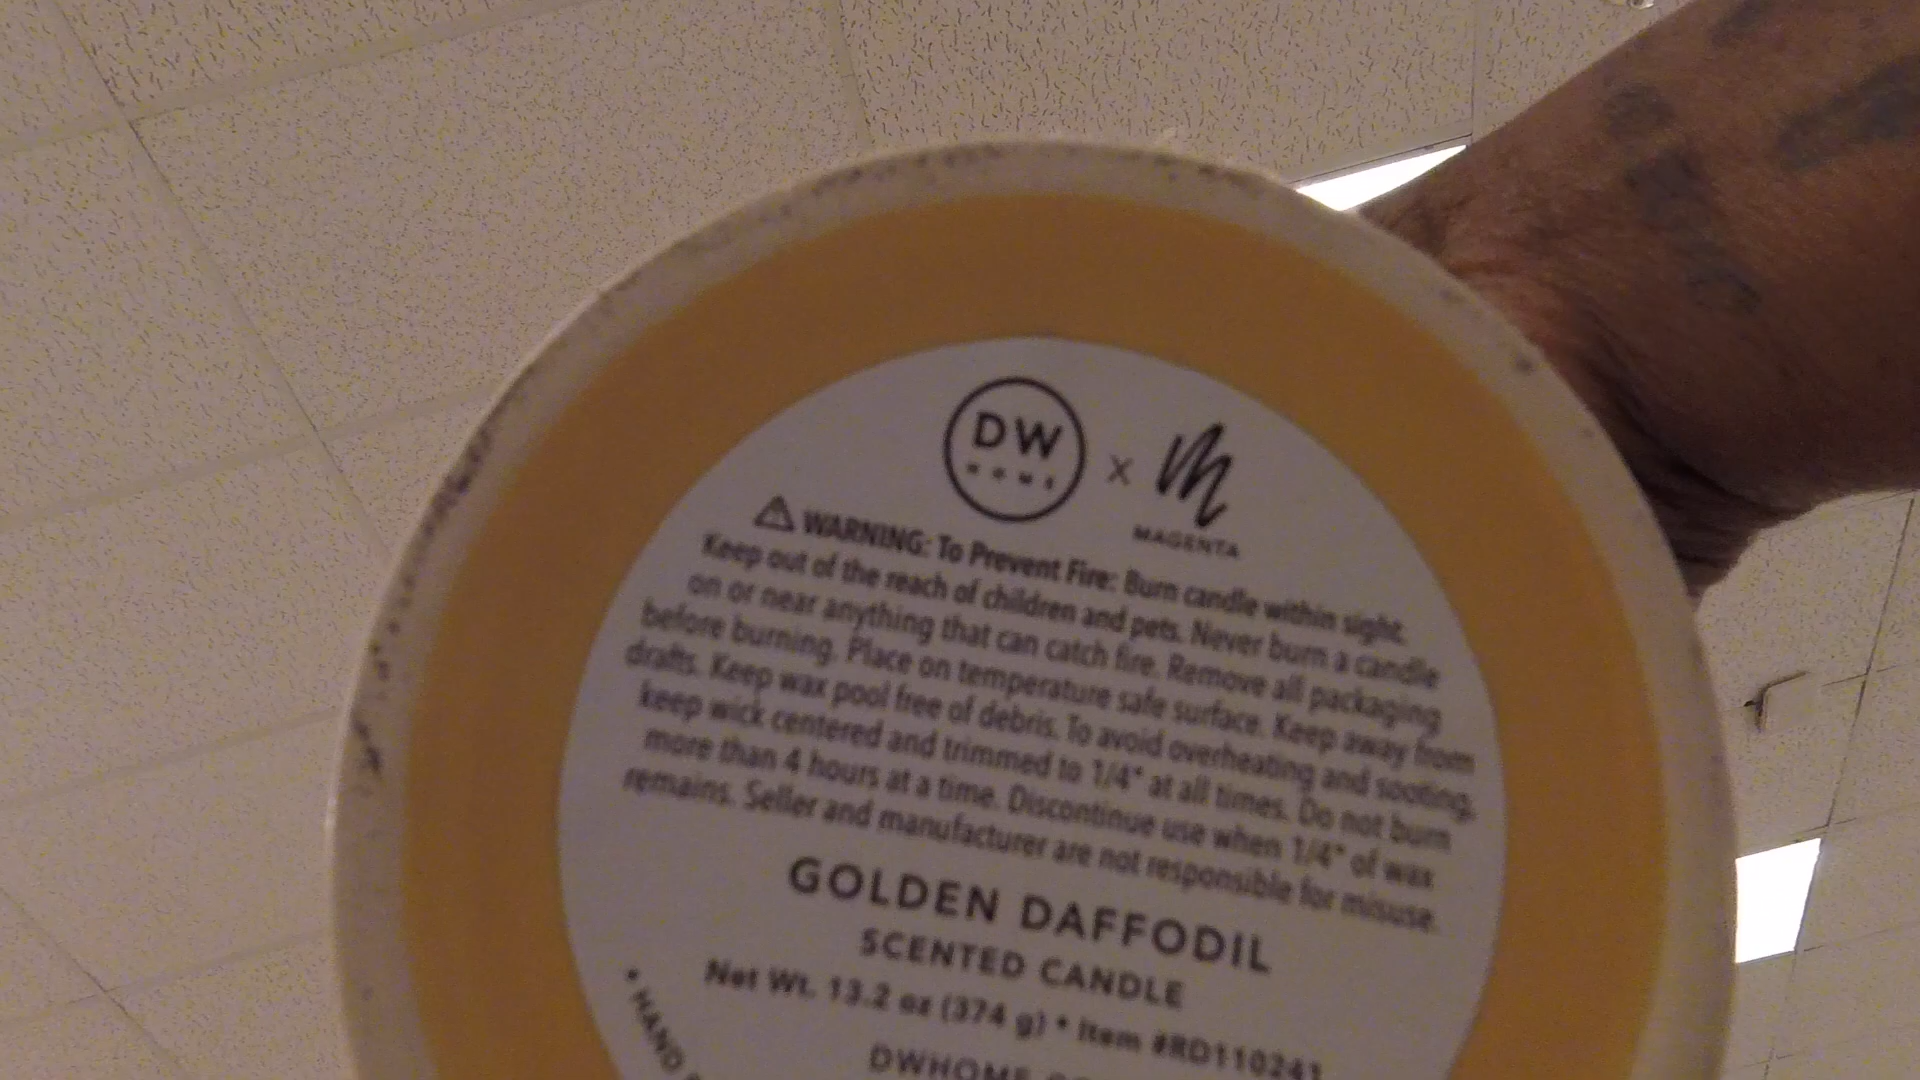 DW
HOME
x
M
MAGENTA
WARNING: To Prevent Fire: Burn candle within sight.
Keep out of the reach of children and pets. Never burn a candle
on or near anything that can catch fire. Remove all packaging
before burning. Place on temperature safe surface. Keep away from
drafts. Keep wax pool free of debris. To avoid overheating and sooting,
keep wick centered and trimmed to 1/4" at all times. Do not burn
more than 4 hours at a time. Discontinue use when 1/4" of wax
remains. Seller and manufacturer are not responsible for misuse.
GOLDEN DAFFODIL
SCENTED CANDLE
Net Wt. 13.2 oz (374 g) * Item #RD110241
DWHOME
• HAND